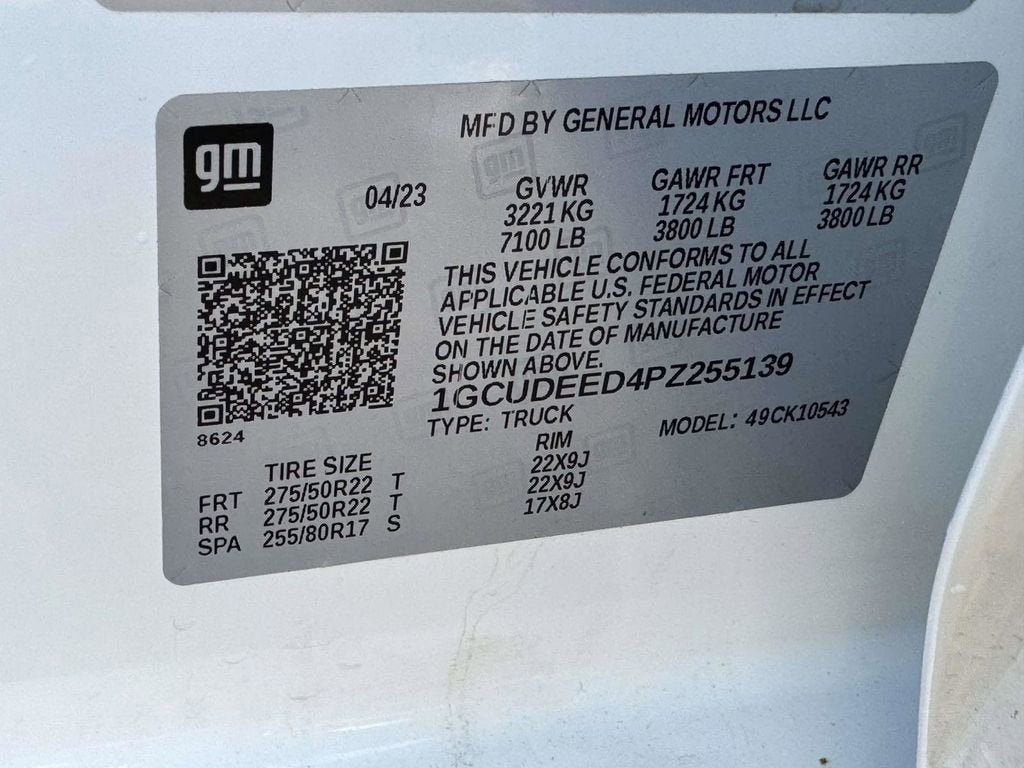 MFD BY GENERAL MOTORS LLC
gm
04/23
GVWR
3221 KG
7100 LB
GAWR FRT
1724 KG
3800 LB
GAWR RR
1724 KG
3800 LB
THIS VEHICLE CONFORMS TO ALL
APPLICABLE U.S. FEDERAL MOTOR
VEHICLE SAFETY STANDARDS IN EFFECT
ON THE DATE OF MANUFACTURE
SHOWN ABOVE.
1GCUDEED4PZ255139
TYPE: TRUCK
MODEL: 49CK10543
8624
TIRE SIZE RIM
FRT 275/50R22 T 22X9J
RR 275/50R22 T 22X9J
SPA 255/80R17 S 17X8J